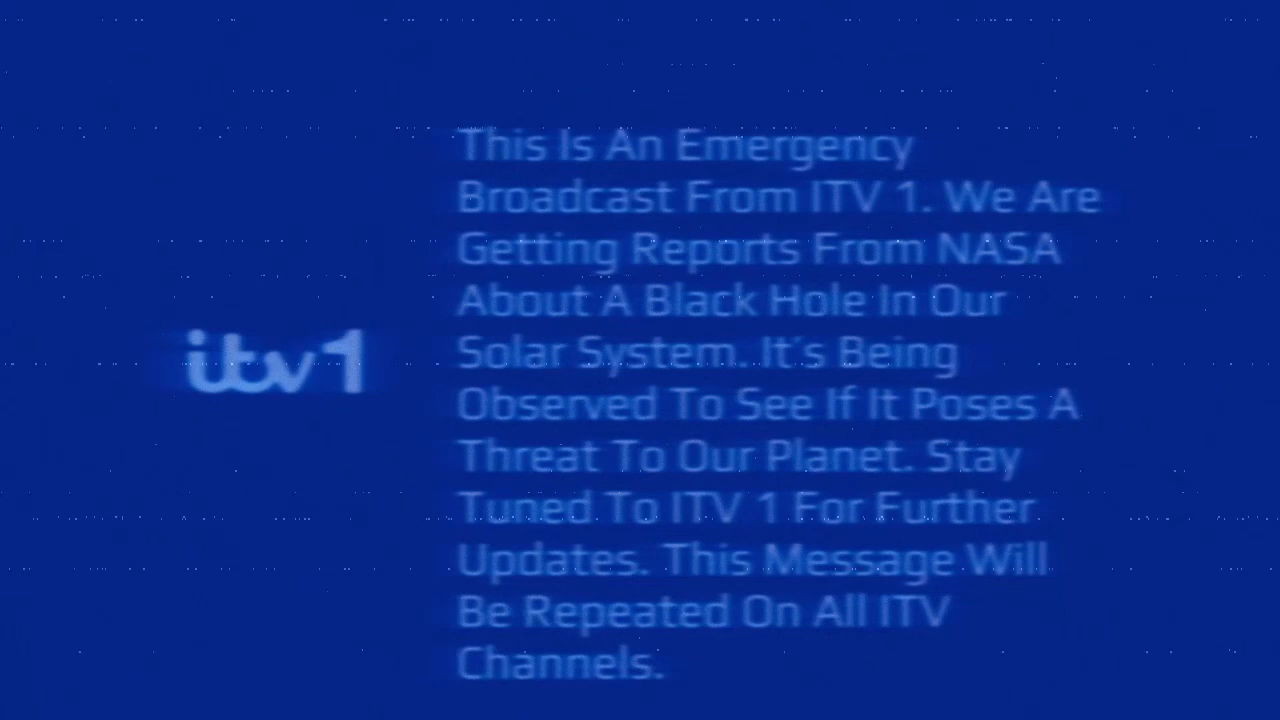 This Is An Emergency
Broadcast From ITV 1. We Are
Getting Reports From NASA
About A Black Hole In Our
Solar System. It's Being
Observed To See If It Poses A
Threat To Our Planet. Stay
Tuned To ITV 1 For Further
Updates. This Message Will
Be Repeated On All ITV
Channels.
itv1